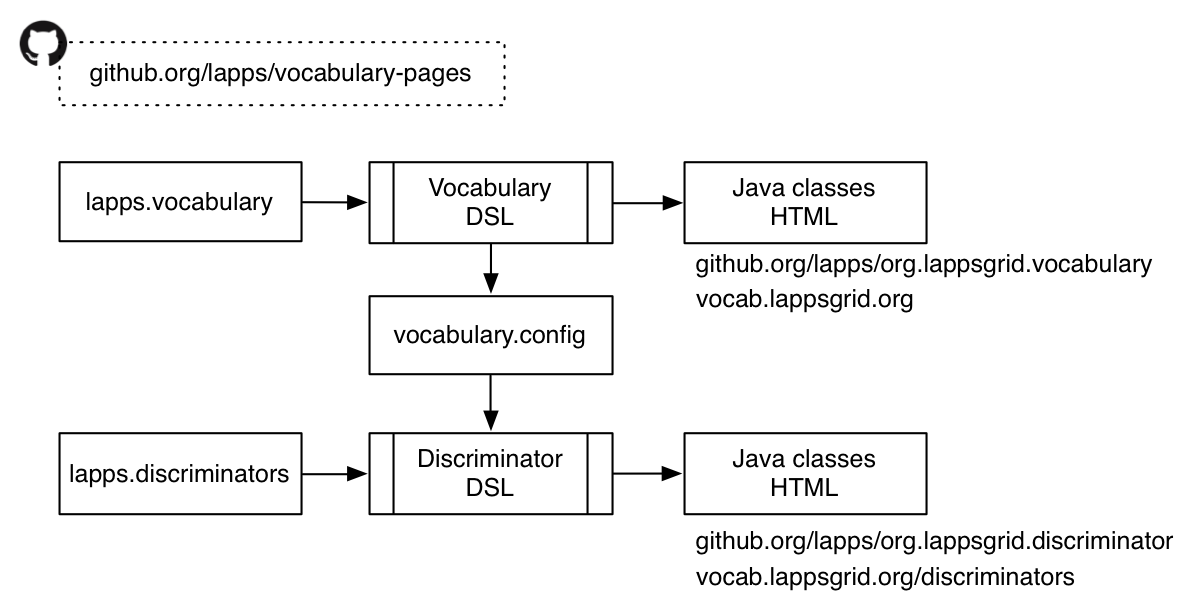 github.org/lapps/vocabulary-pages
lapps.vocabulary
Vocabulary
DSL
Java classes
HTML
github.org/lapps/org.lappsgrid.vocabulary
vocab.lappsgrid.org
vocabulary.config
lapps.discriminators
Discriminator
DSL
Java classes
HTML
github.org/lapps/org.lappsgrid.discriminator
vocab.lappsgrid.org/discriminators